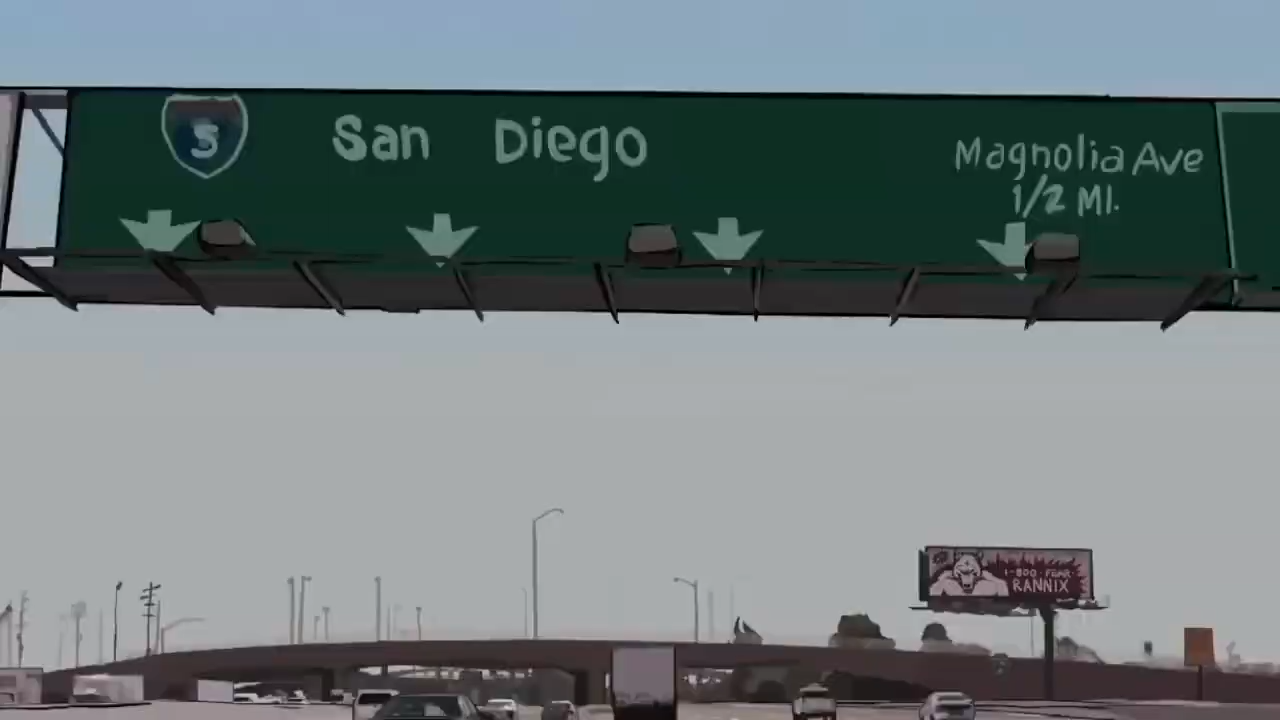 5
San Diego
Magnolia Ave
1/2 MI.
1-800-FEAR-
RANNIX